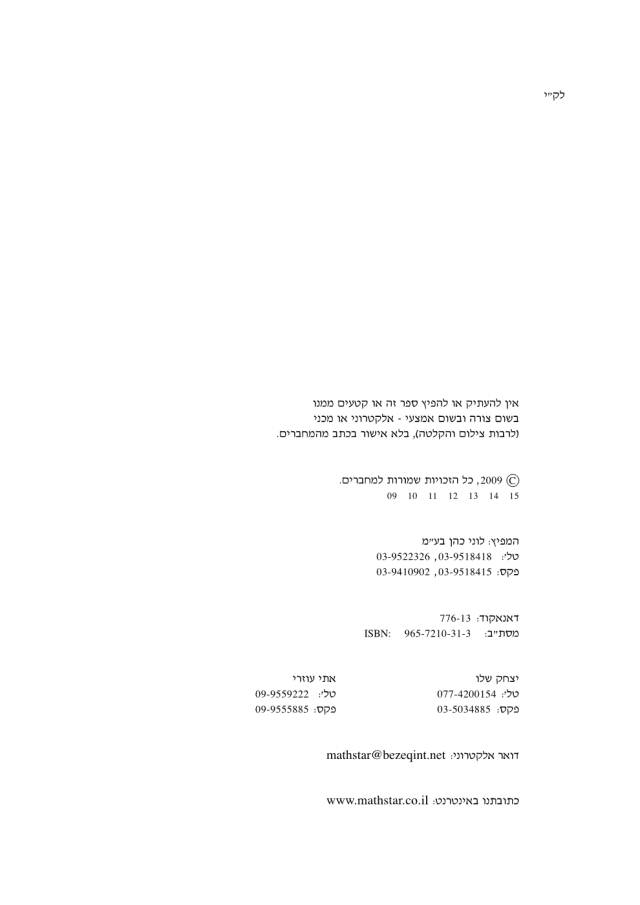 לק״י
אין להעתיק או להפיץ ספר זה או קטעים ממנו
בשום צורה ובשום אמצעי - אלקטרוני או מכני
(לרבות צילום והקלטה), בלא אישור בכתב מהמחברים.
© 2009, כל הזכויות שמורות למחברים.
09 10 11 12 13 14 15
המפיץ: לוני כהן בע״מ
טל׳: 03-9518418, 03-9522326
פקס: 03-9518415, 03-9410902
דאנאקוד: 776-13
מסת״ב: ISBN: 965-7210-31-3
יצחק שלו אתי עוזרי
טל׳: 077-4200154 טל׳: 09-9559222
פקס: 03-5034885 פקס: 09-9555885
דואר אלקטרוני: mathstar@bezeqint.net
כתובתנו באינטרנט: www.mathstar.co.il